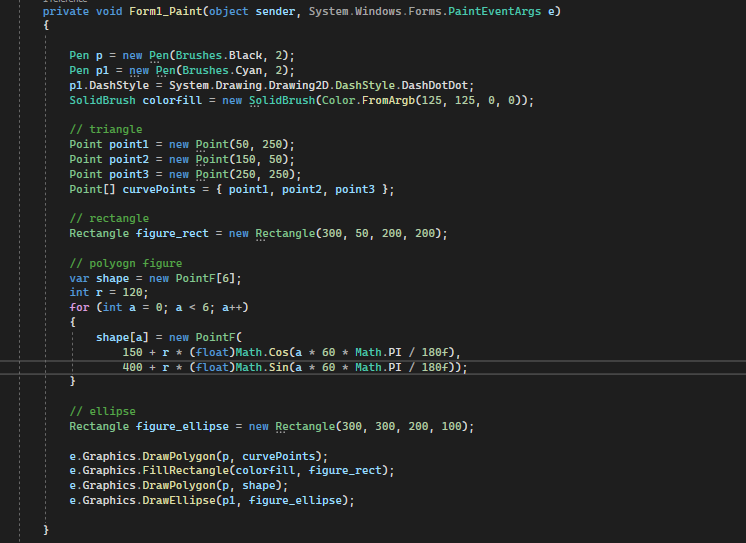 private void Form1_Paint(object sender, System.Windows.Forms.PaintEventArgs e)
{
Pen p = new Pen(Brushes.Black, 2);
Pen p1 = new Pen(Brushes.Cyan, 2);
p1.DashStyle = System.Drawing.Drawing2D.DashStyle.DashDotDot;
SolidBrush colorfill = new SolidBrush(Color.FromArgb(125, 125, 0, 0));
// triangle
Point point1 = new Point(50, 250);
Point point2 = new Point(150, 50);
Point point3 = new Point(250, 250);
Point[] curvePoints = { point1, point2, point3 };
// rectangle
Rectangle figure_rect = new Rectangle(300, 50, 200, 200);
// polyogn figure
var shape = new PointF[6];
int r = 120;
for (int a = 0; a < 6; a++)
{
shape[a] = new PointF(
150 + r * (float)Math.Cos(a * 60 * Math.PI / 180f),
400 + r * (float)Math.Sin(a * 60 * Math.PI / 180f));
}
// ellipse
Rectangle figure_ellipse = new Rectangle(300, 300, 200, 100);
e.Graphics.DrawPolygon(p, curvePoints);
e.Graphics.FillRectangle(colorfill, figure_rect);
e.Graphics.DrawPolygon(p, shape);
e.Graphics.DrawEllipse(p1, figure_ellipse);
}